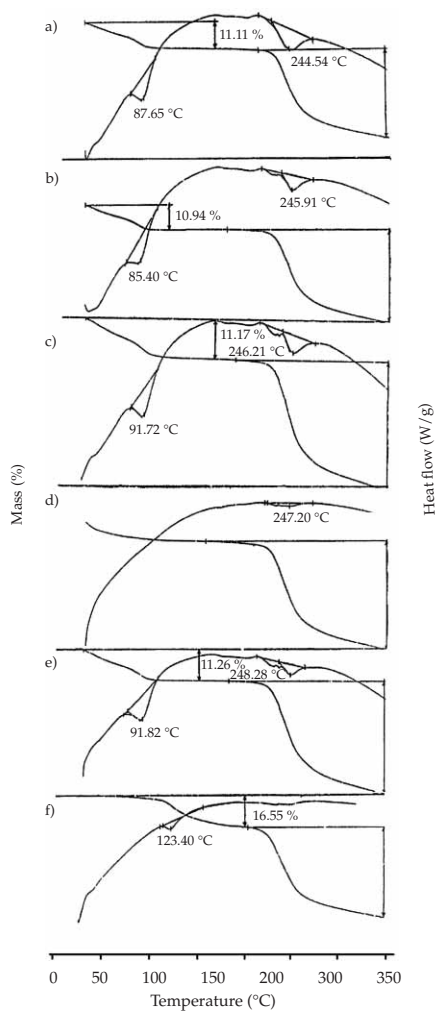 a)
11.11 %
244.54 °C
87.65 °C
b)
245.91 °C
10.94 %
85.40 °C
c)
11.17 %
246.21 °C
91.72 °C
Mass (%)
Heat flow (W/g)
d)
247.20 °C
e)
11.26 %
248.28 °C
91.82 °C
f)
16.55 %
123.40 °C
0 50 100 150 200 250 300 350
Temperature (°C)